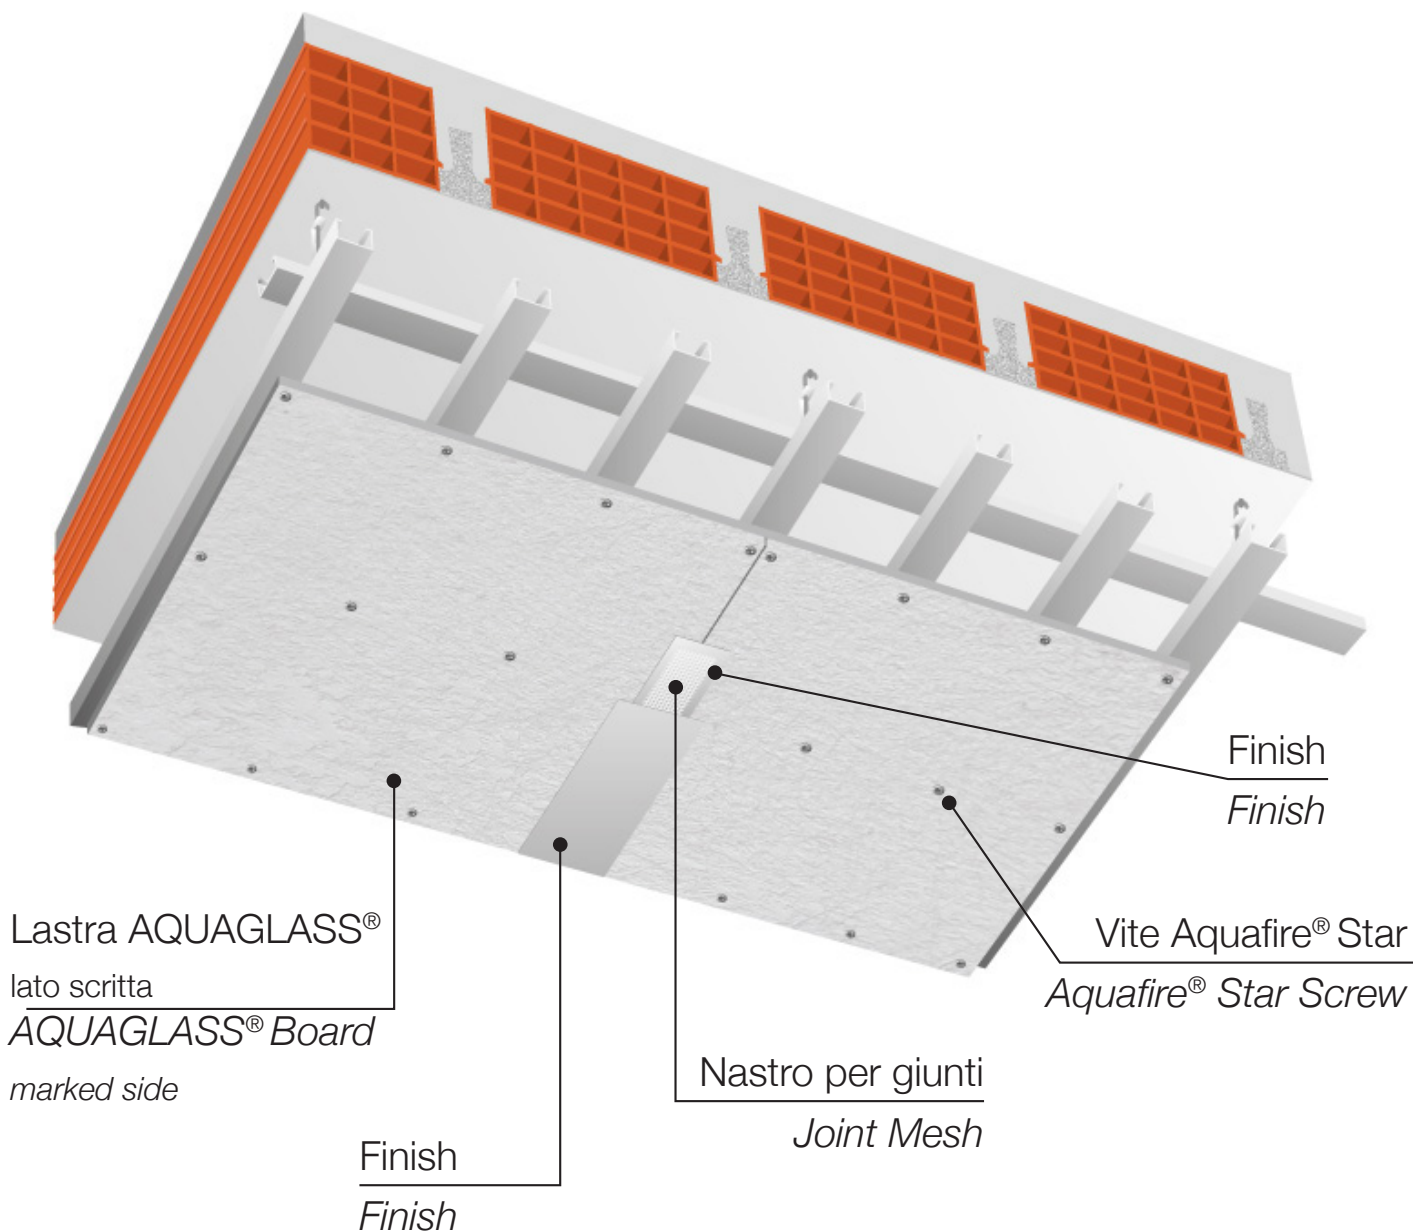 Finish
Finish
Lastra AQUAGLASS®
lato scritta
AQUAGLASS® Board
marked side
Vite Aquafire® Star
Aquafire® Star Screw
Nastro per giunti
Joint Mesh
Finish
Finish